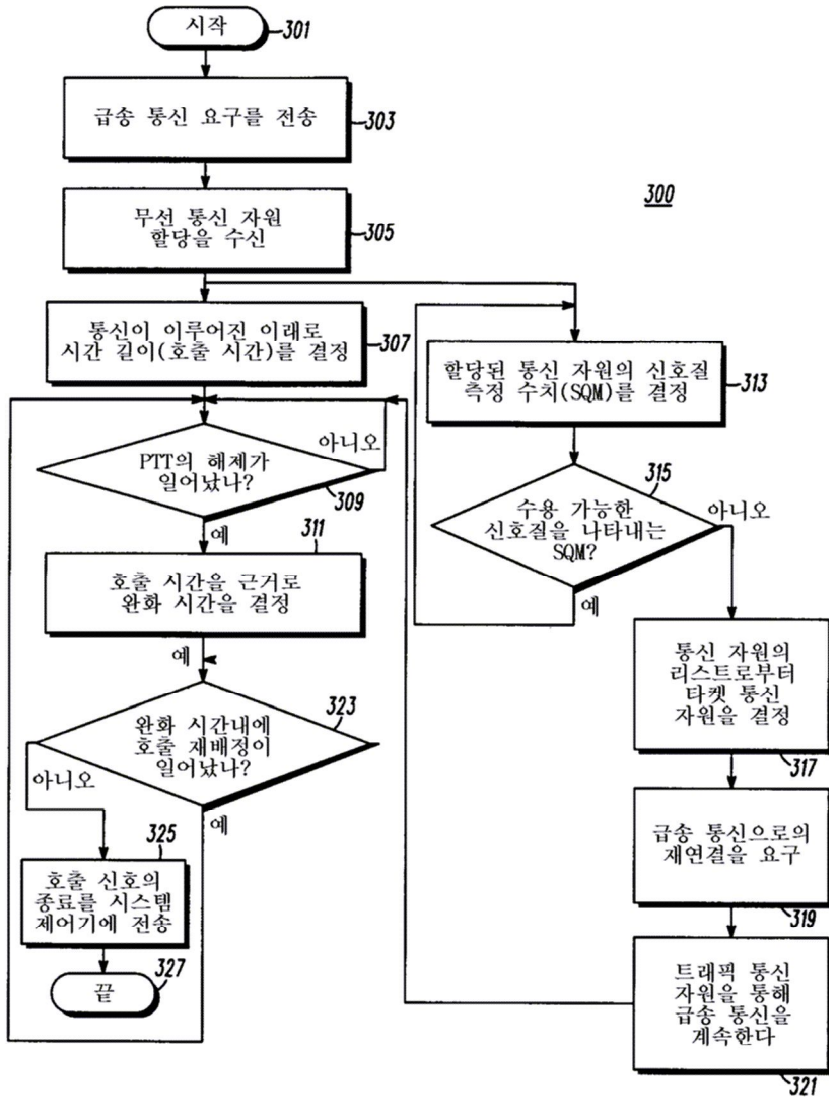 시작
301
급송 통신 요구를 전송
303
무선 통신 자원
할당을 수신
305
300
통신이 이루어진 이래로
시간 길이(호출 시간)를 결정
307
아니오
PTT의 해제가
일어났나?
309
예
311
호출 시간을 근거로
완화 시간을 결정
예
323
완화 시간내에
호출 재배정이
일어났나?
아니오
예
325
호출 신호의
종료를 시스템
제어기에 전송
끝
327
할당된 통신 자원의 신호질
측정 수치(SQM)를 결정
313
315
수용 가능한
신호질을 나타내는
SQM?
아니오
예
통신 자원의
리스트로부터
타켓 통신
자원을 결정
317
급송 통신으로의
재연결을 요구
319
트래픽 통신
자원을 통해
급송 통신을
계속한다
321